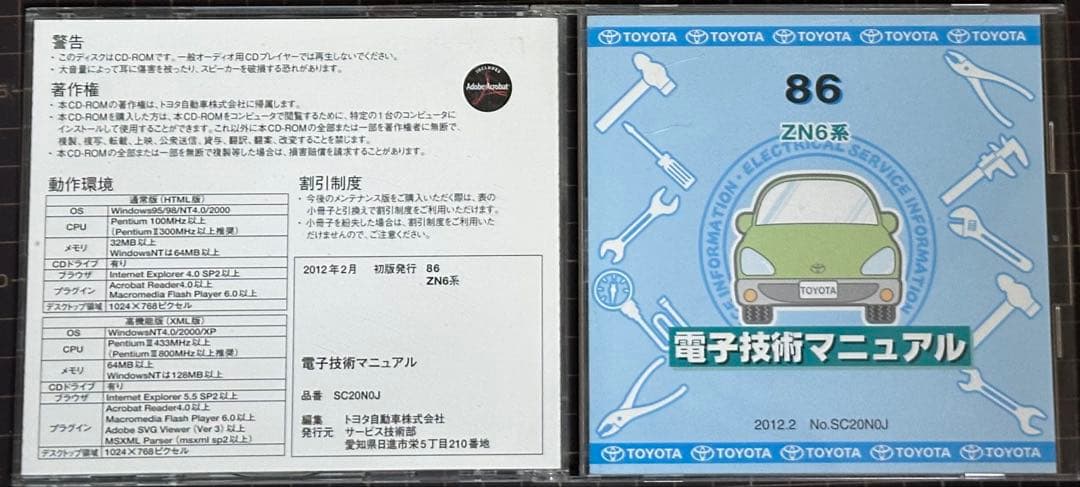 警告
・このディスクはCD-ROMです。一般オーディオ用CDプレイヤーでは再生しないでください。
・大音量によって耳に傷害を被ったり、スピーカーを破損する恐れがあります。
INCLUDES
Adobe Acrobat
著作権
・本CD-ROMの著作権は、トヨタ自動車株式会社に帰属します。
・本CD-ROMを購入した方は、本CD-ROMをコンピュータで閲覧するために、特定の1台のコンピュータに
インストールして使用することができます。これ以外に本CD-ROMの全部または一部を著作権者に無断で、
複製、複写、転載、上映、公衆送信、貸与、翻訳、翻案、改変することを禁じます。
・本CD-ROMの全部または一部を無断で複製等した場合は、損害賠償を請求することがあります。
動作環境
通常版(HTML版)
OS Windows95/98/NT4.0/2000
CPU Pentium 100MHz以上
(PentiumⅡ300MHz以上推奨)
メモリ 32MB以上
WindowsNTは64MB以上
CDドライブ 有り
ブラウザ Internet Explorer 4.0 SP2以上
プラグイン Acrobat Reader4.0以上
Macromedia Flash Player 6.0以上
デスクトップ領域 1024×768ピクセル
高機能版(XML版)
OS WindowsNT4.0/2000/XP
CPU PentiumⅡ433MHz以上
(PentiumⅢ800MHz以上推奨)
メモリ 64MB以上
WindowsNTは128MB以上
CDドライブ 有り
ブラウザ Internet Explorer 5.5 SP2以上
プラグイン Acrobat Reader4.0以上
Macromedia Flash Player 6.0以上
Adobe SVG Viewer (Ver 3)以上
MSXML Parser (msxml sp2以上)
デスクトップ領域 1024×768ピクセル
割引制度
・今後のメンテナンス版をご購入いただく際は、表の
小冊子と引換えで割引制度をご利用いただけます。
・小冊子を紛失した場合は、割引制度をご利用いた
だけませんので、ご注意ください。
2012年2月 初版発行 86
ZN6系
電子技術マニュアル
品番 SC20N0J
編集 トヨタ自動車株式会社
発行元 サービス技術部
愛知県日進市栄5丁目210番地
TOYOTA TOYOTA TOYOTA TOYOTA TOYOTA
86
ZN6系
INFORMATION・ELECTRICAL SERVICE INFORMATION
TOYOTA
電子技術マニュアル
2012.2 No.SC20N0J
TOYOTA TOYOTA TOYOTA TOYOTA TOYOTA